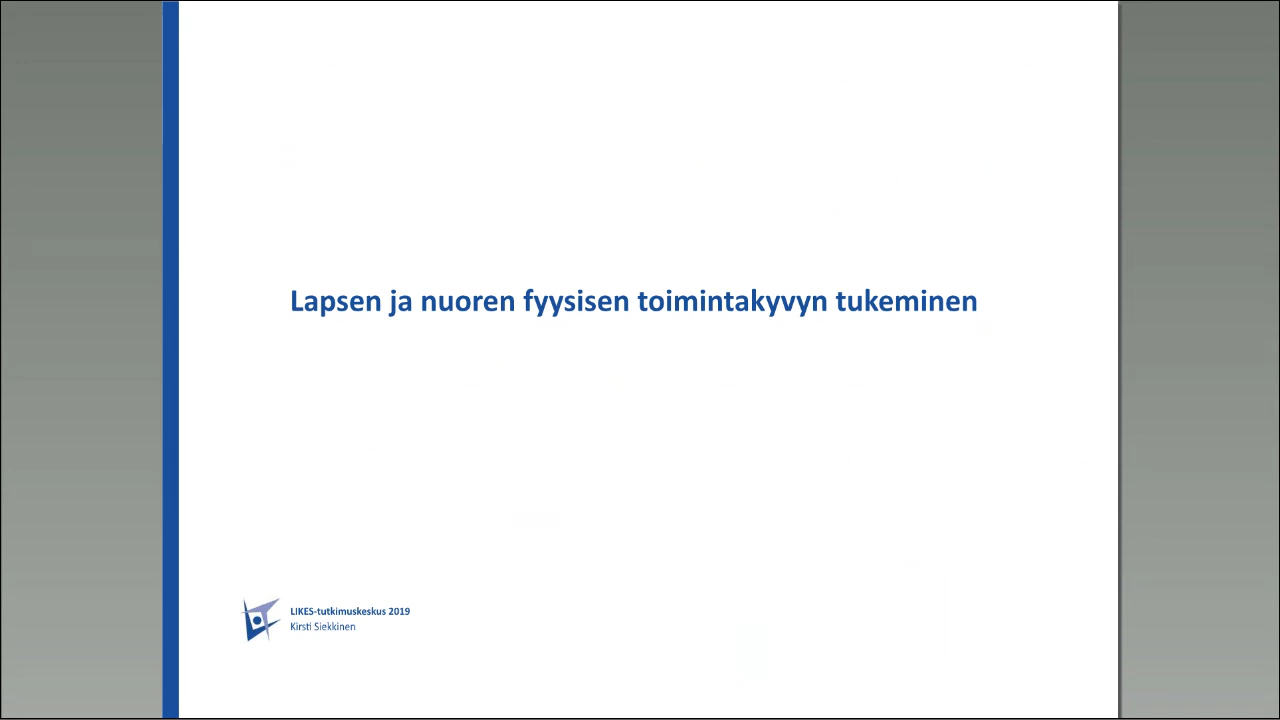 Lapsen ja nuoren fyysisen toimintakyvyn tukeminen
LIKES-tutkimuskeskus 2019
Kirsti Siekkinen